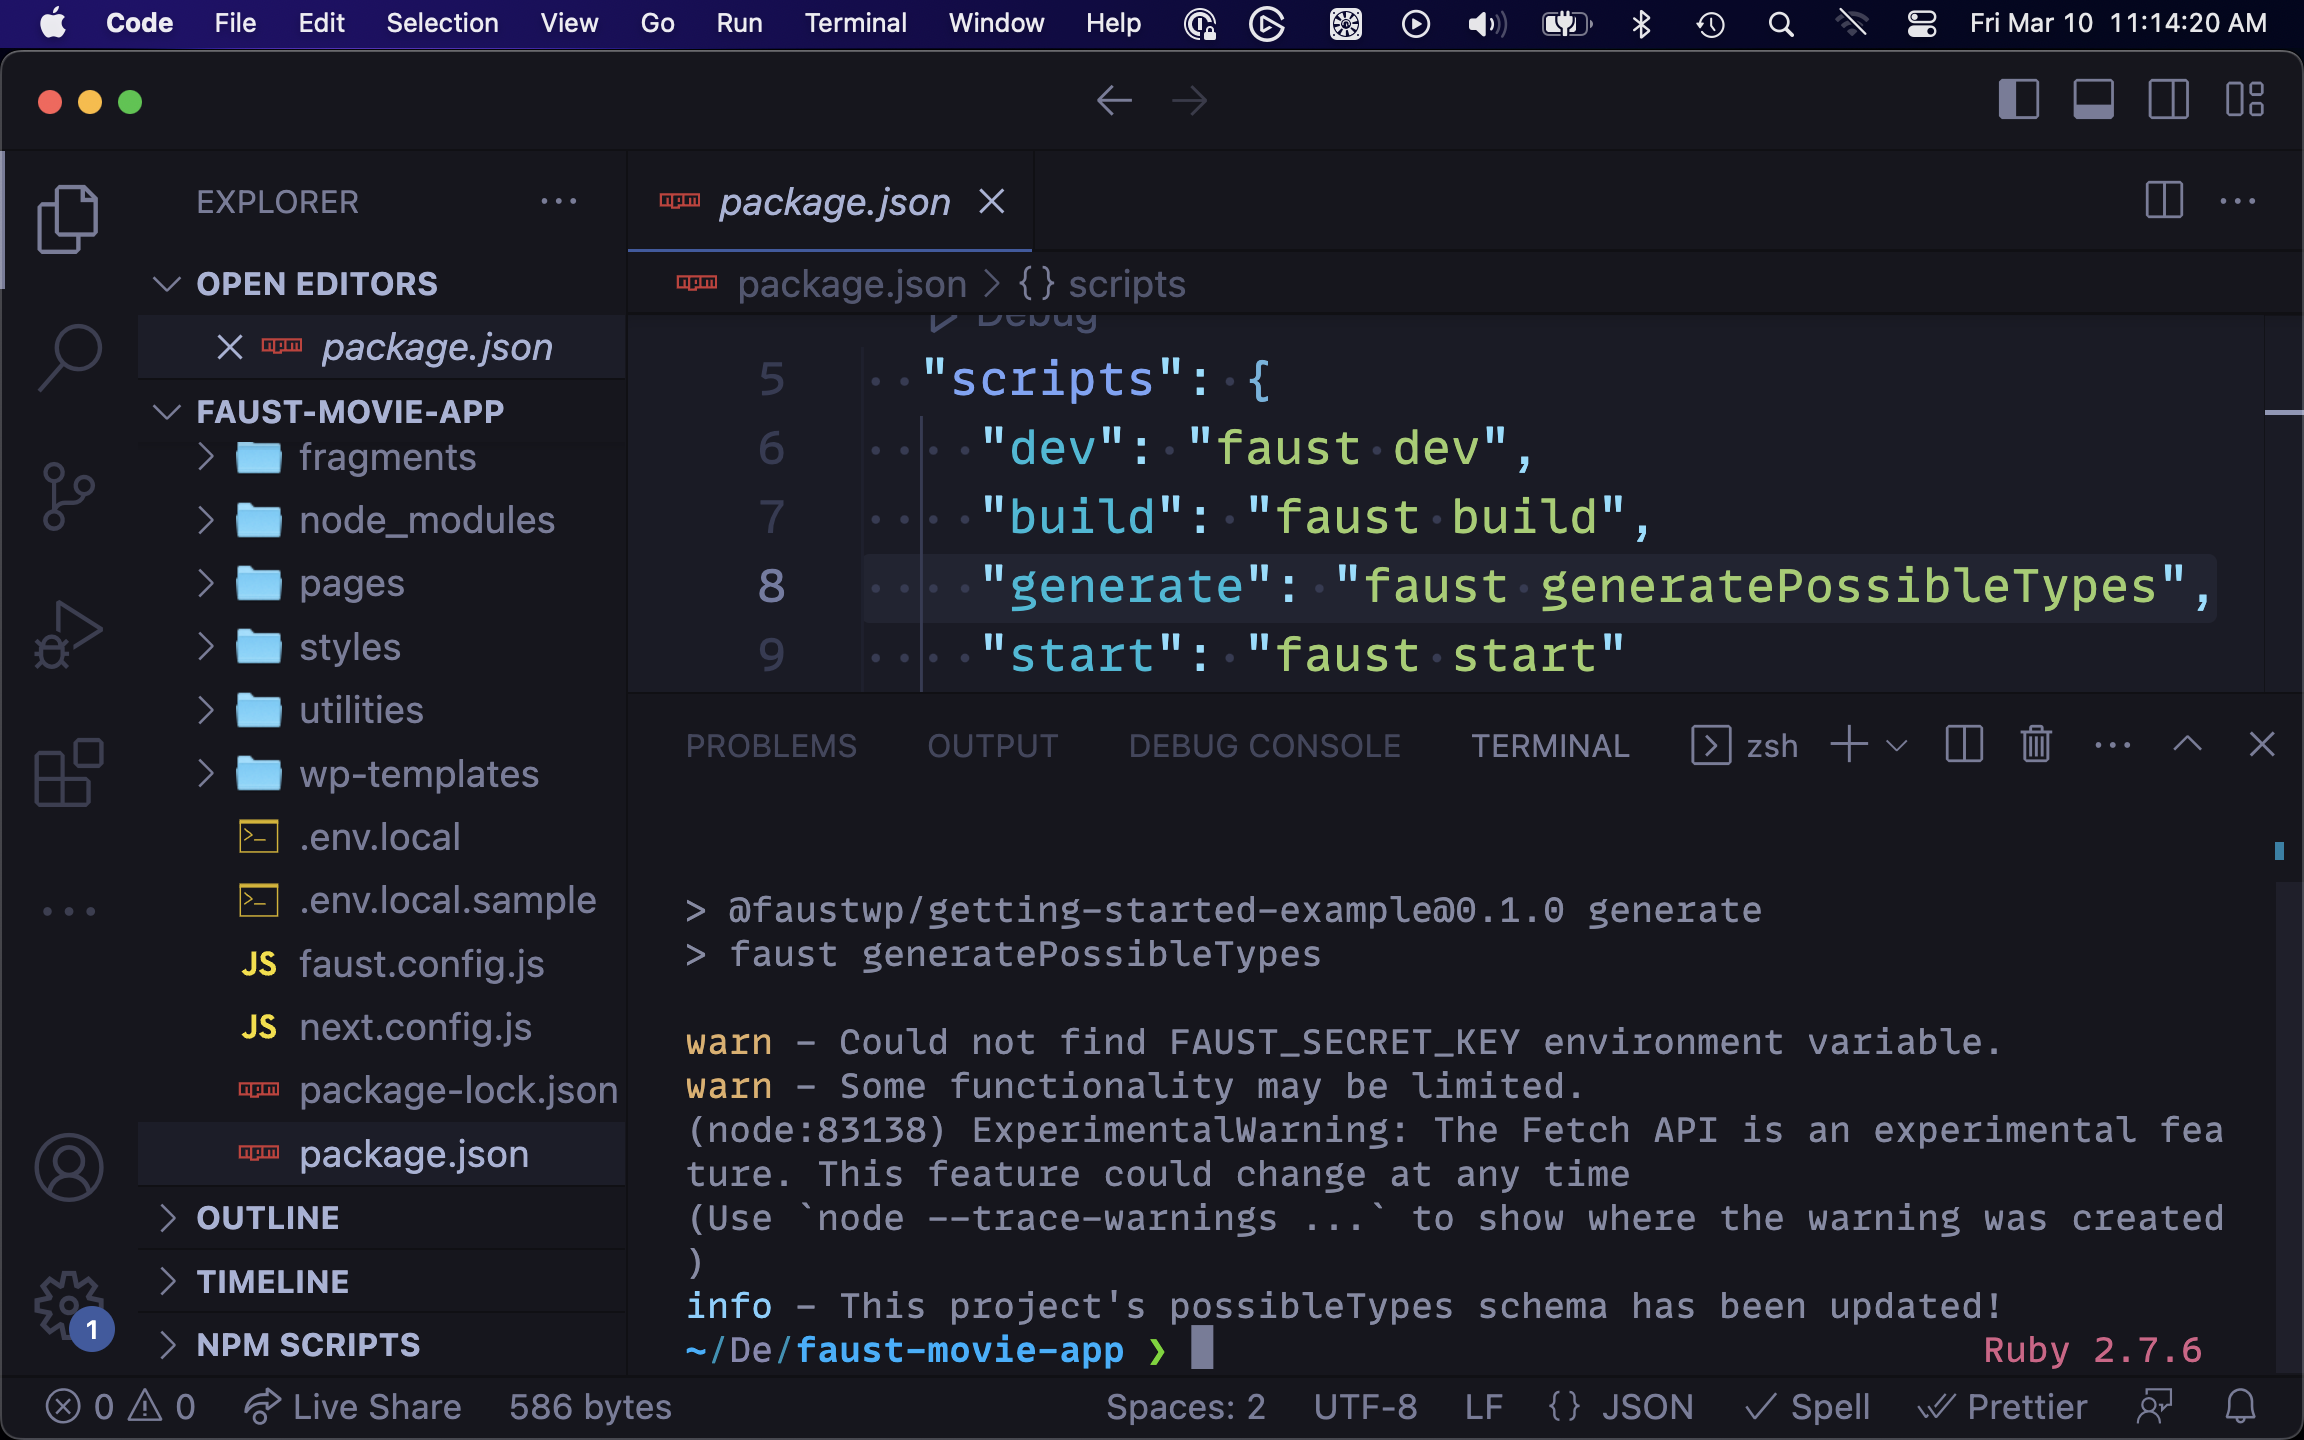 Code File Edit Selection View Go Run Terminal Window Help Fri Mar 10 11:14:20 AM
EXPLORER
package.json
OPEN EDITORS
package.json > {} scripts
package.json
Debug
FAUST-MOVIE-APP
fragments
node_modules
pages
styles
utilities
wp-templates
.env.local
.env.local.sample
JS faust.config.js
JS next.config.js
package-lock.json
package.json
OUTLINE
TIMELINE
NPM SCRIPTS
1
5 "scripts": {
6 "dev": "faust dev",
7 "build": "faust build",
8 "generate": "faust generatePossibleTypes",
9 "start": "faust start"
PROBLEMS OUTPUT DEBUG CONSOLE TERMINAL zsh
> @faustwp/getting-started-example@0.1.0 generate
> faust generatePossibleTypes
warn - Could not find FAUST_SECRET_KEY environment variable.
warn - Some functionality may be limited.
(node:83138) ExperimentalWarning: The Fetch API is an experimental fea
ture. This feature could change at any time
(Use `node --trace-warnings ...` to show where the warning was created
)
info - This project's possibleTypes schema has been updated!
~/De/faust-movie-app ❯ Ruby 2.7.6
0 0 Live Share 586 bytes Spaces: 2 UTF-8 LF {} JSON Spell Prettier